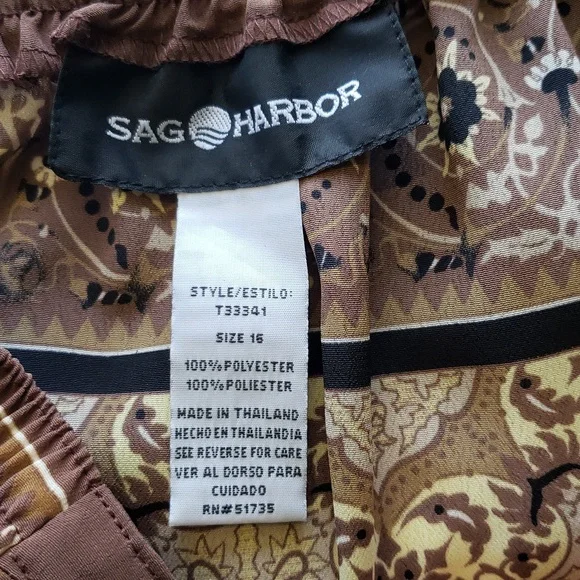 SAG HARBOR
STYLE/ESTILO:
T33341
SIZE 16
100%POLYESTER
100%POLIESTER
MADE IN THAILAND
HECHO EN THAILANDIA
SEE REVERSE FOR CARE
VER AL DORSO PARA
CUIDADO
RN#51735